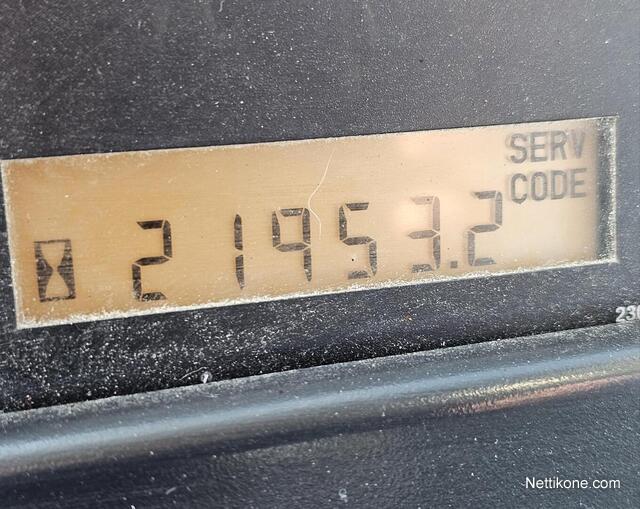 SERV
CODE
21953.2
Nettikone.com